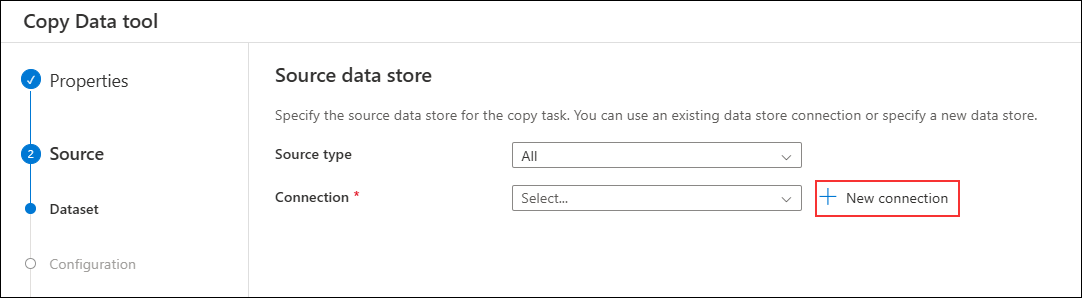 Copy Data tool
Properties
2
Source
Dataset
Configuration
Source data store
Specify the source data store for the copy task. You can use an existing data store connection or specify a new data store.
Source type
All
Connection *
Select...
New connection